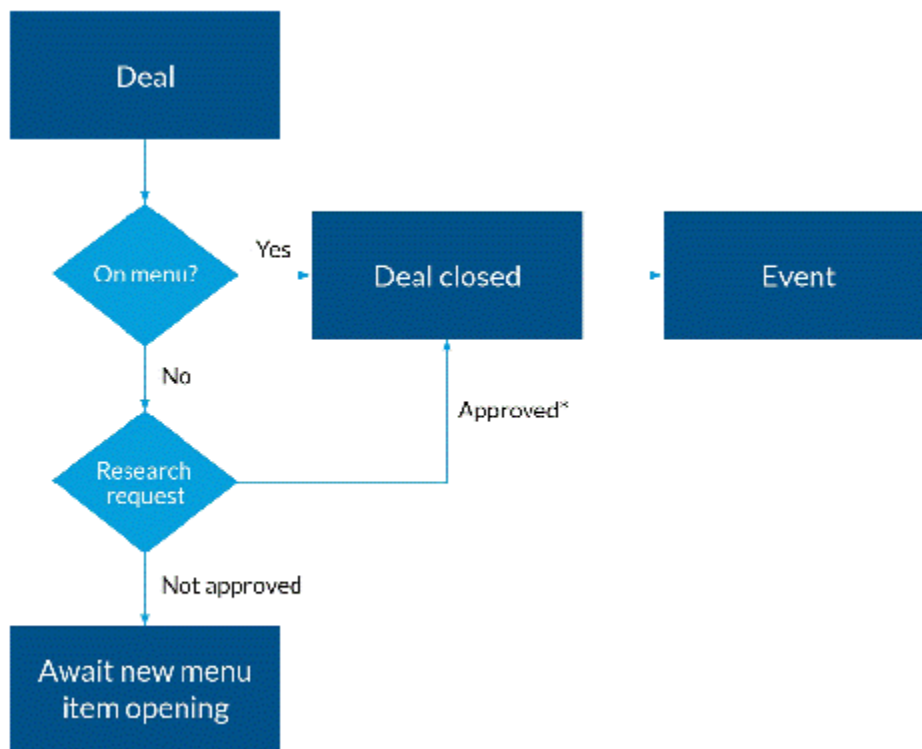 Deal
On menu?
Yes
Deal closed
Event
No
Approved*
Research
request
Not approved
Await new menu
item opening